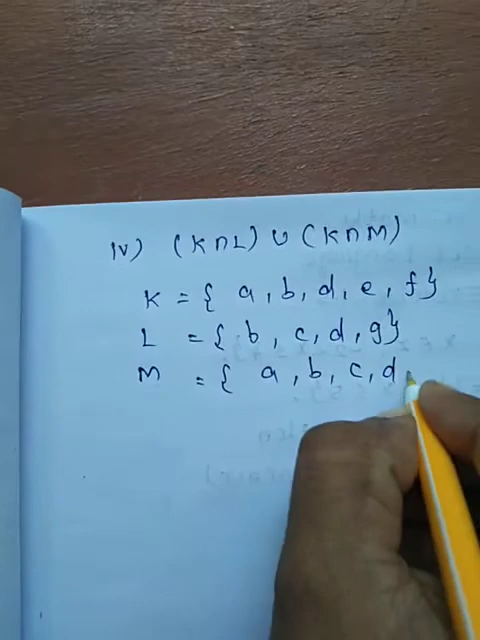 iv) (K ∩ L) ∪ (K ∩ M)
K = { a , b , d , e , f }
L = { b , c , d , g }
M = { a , b , c , d